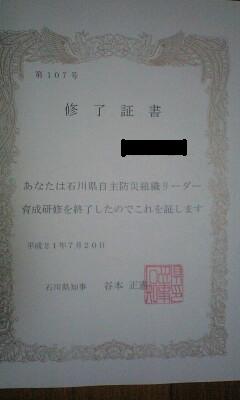 第107号
修了証書
あなたは石川県自主防災組織リーダー
育成研修を終了したのでこれを証します
平成21年7月20日
石川県知事 谷本 正憲